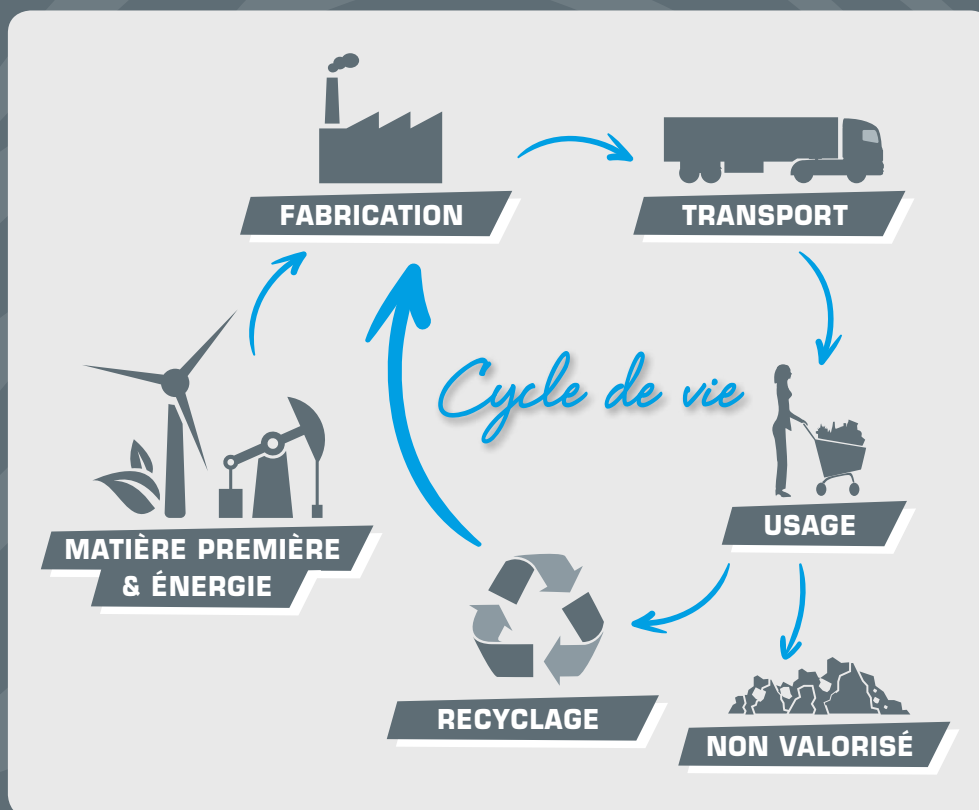 FABRICATION
TRANSPORT
Cycle de vie
MATIÈRE PREMIÈRE
& ÉNERGIE
USAGE
RECYCLAGE
NON VALORISÉ